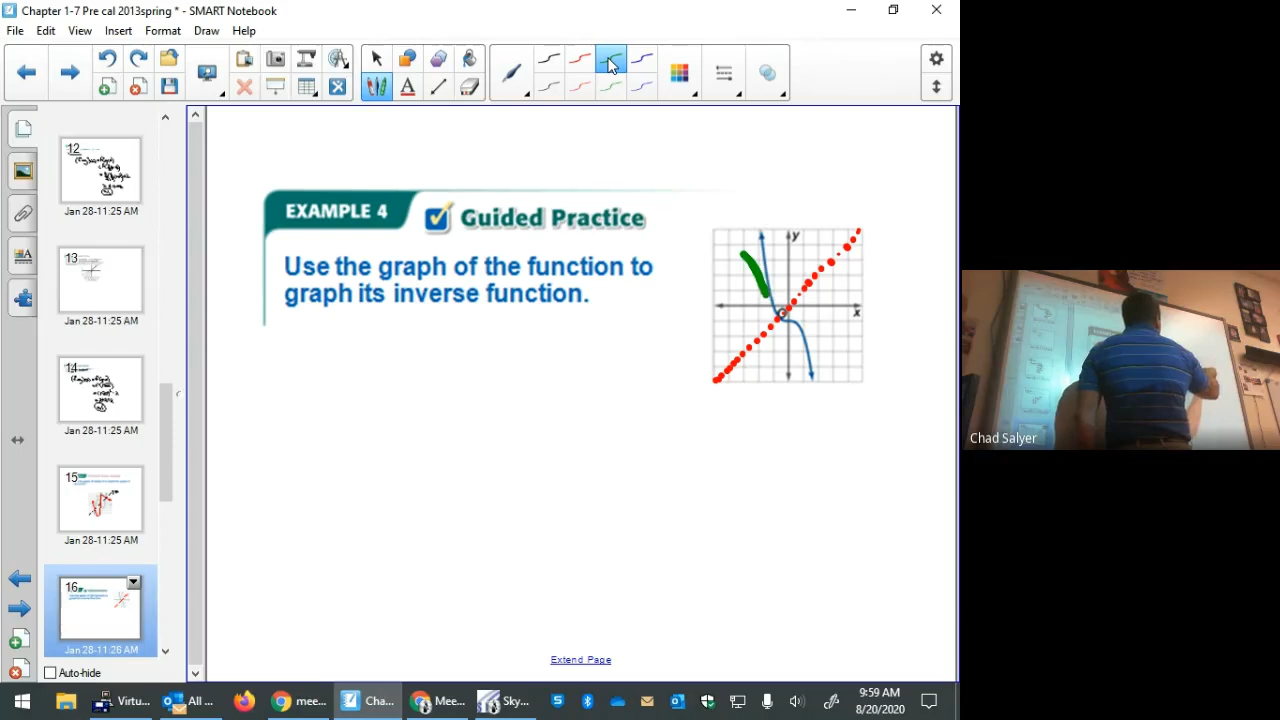 Chapter 1-7 Pre cal 2013spring * - SMART Notebook
File Edit View Insert Format Draw Help
12
Jan 28-11:25 AM
13
Jan 28-11:25 AM
14
Jan 28-11:25 AM
15
Jan 28-11:25 AM
16
Jan 28-11:26 AM
Auto-hide
EXAMPLE 4 Guided Practice
Use the graph of the function to
graph its inverse function.
y
x
Extend Page
Chad Salyer
Virtu... All ... mee... Cha... Mee... Sky...
9:59 AM
8/20/2020